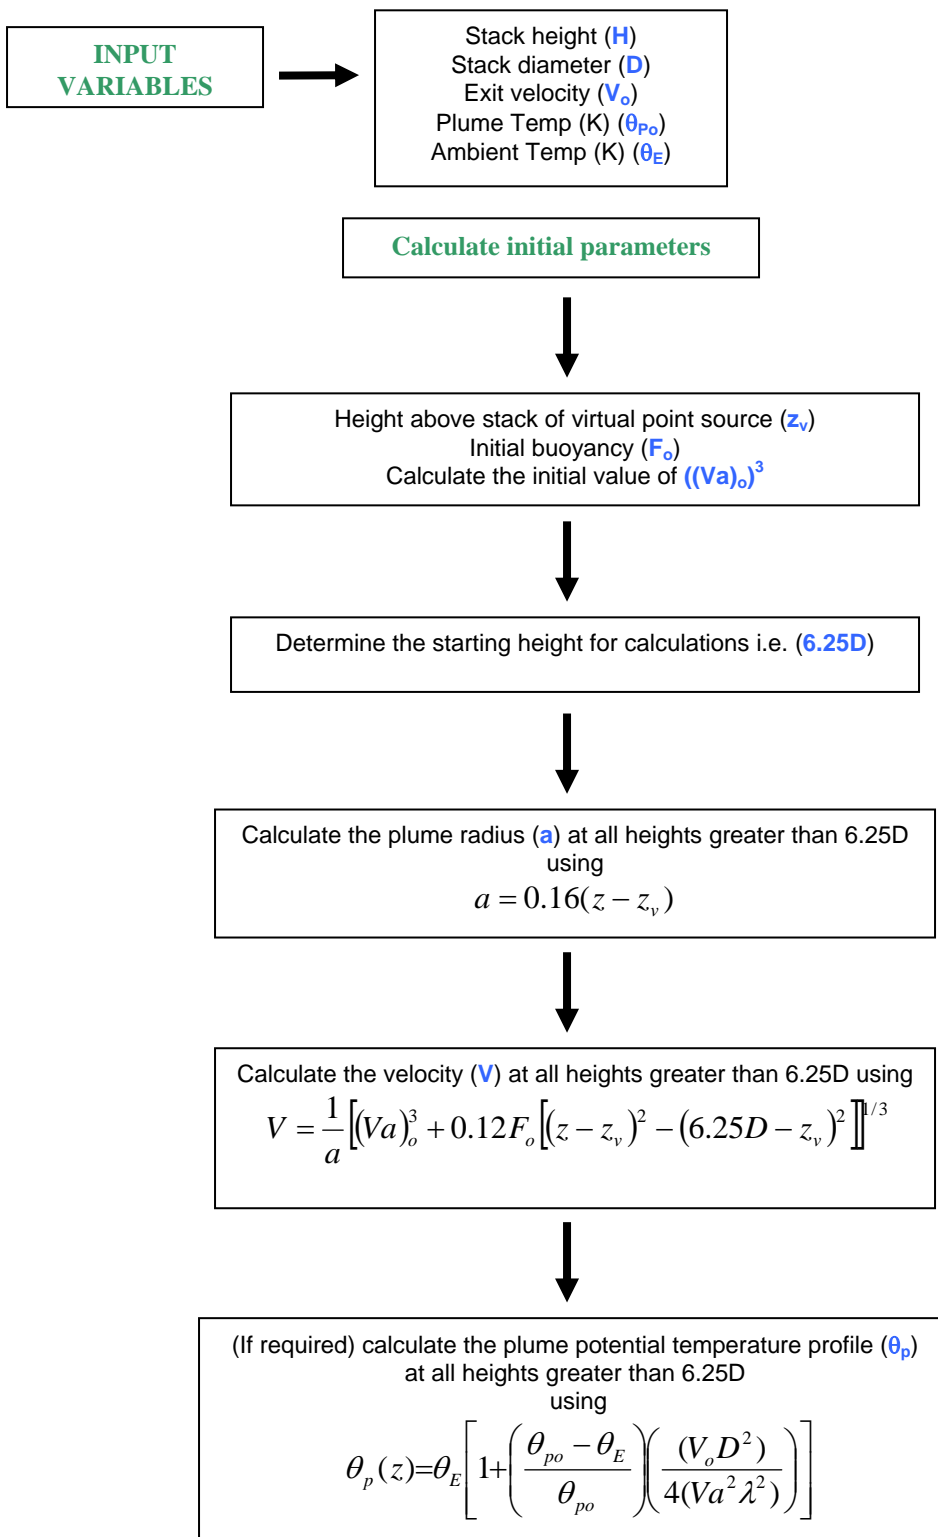 INPUT
VARIABLES
Stack height (H)
Stack diameter (D)
Exit velocity (Vₒ)
Plume Temp (K) (θPo)
Ambient Temp (K) (θE)
Calculate initial parameters
Height above stack of virtual point source (zᵥ)
Initial buoyancy (Fₒ)
Calculate the initial value of ((Va)ₒ)³
Determine the starting height for calculations i.e. (6.25D)
Calculate the plume radius (a) at all heights greater than 6.25D
using
a = 0.16(z − zᵥ)
Calculate the velocity (V) at all heights greater than 6.25D using
V = 1/a [(Va)ₒ³ + 0.12Fₒ[(z − zᵥ)² − (6.25D − zᵥ)²]]^1/3
(If required) calculate the plume potential temperature profile (θₚ)
at all heights greater than 6.25D
using
θₚ(z)=θE[1+((θpo − θE)/θpo)((VₒD²)/4(Va²λ²))]